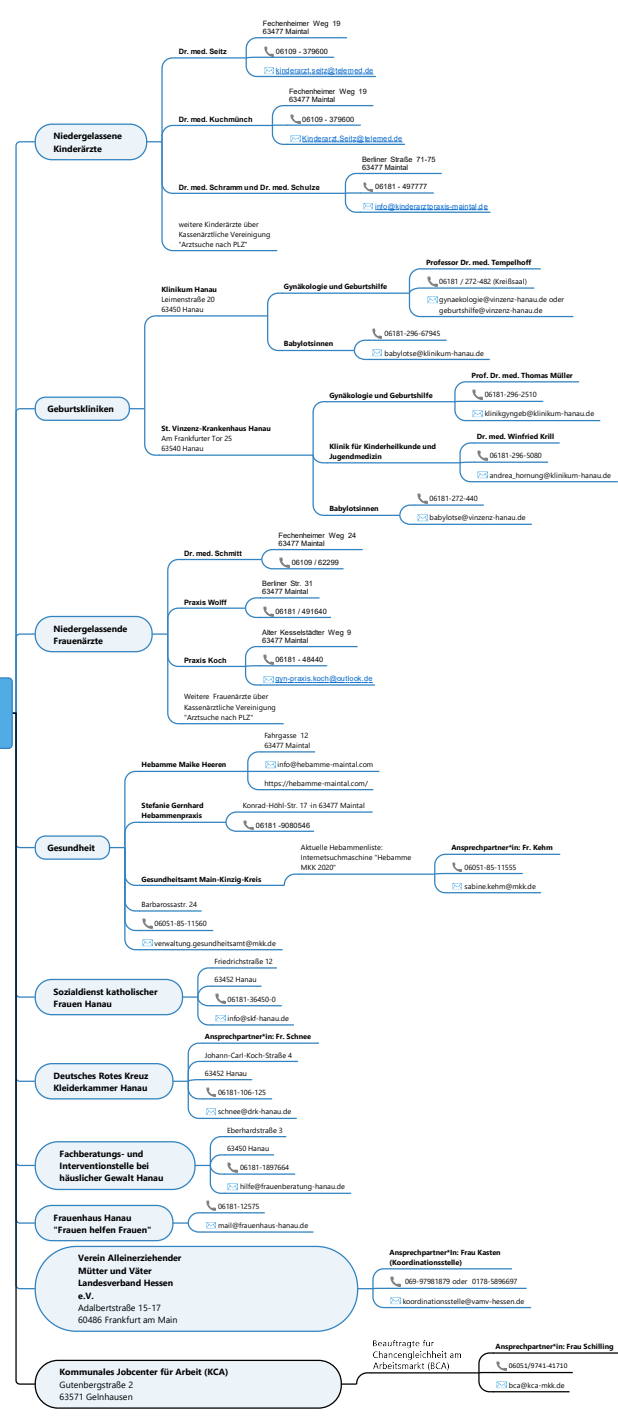 Niedergelassene
Kinderärzte
Dr. med. Seitz
Fechenheimer Weg 19
63477 Maintal
06109 - 379600
kinderarzt.seitz@telemed.de
Dr. med. Kuchmünch
Fechenheimer Weg 19
63477 Maintal
06109 - 379600
Kinderarzt.Seitz@telemed.de
Dr. med. Schramm und Dr. med. Schulze
Berliner Straße 71-75
63477 Maintal
06181 - 497777
info@kinderarztpraxis-maintal.de
weitere Kinderärzte über
Kassenärztliche Vereinigung
"Arztsuche nach PLZ"
Geburtskliniken
Klinikum Hanau
Leimenstraße 20
63450 Hanau
Gynäkologie und Geburtshilfe
Professor Dr. med. Tempelhoff
06181 / 272-482 (Kreißsaal)
gynaekologie@vinzenz-hanau.de oder
geburtshilfe@vinzenz-hanau.de
Babylotsinnen
06181-296-67945
babylotse@klinikum-hanau.de
St. Vinzenz-Krankenhaus Hanau
Am Frankfurter Tor 25
63540 Hanau
Gynäkologie und Geburtshilfe
Prof. Dr. med. Thomas Müller
06181-296-2510
klinikgyngeb@klinikum-hanau.de
Klinik für Kinderheilkunde und
Jugendmedizin
Dr. med. Winfried Krill
06181-296-5080
andrea_hornung@klinikum-hanau.de
Babylotsinnen
06181-272-440
babylotse@vinzenz-hanau.de
Niedergelassende
Frauenärzte
Dr. med. Schmitt
Fechenheimer Weg 24
63477 Maintal
06109 / 62299
Praxis Wolff
Berliner Str. 31
63477 Maintal
06181 / 491640
Praxis Koch
Alter Kesselstädter Weg 9
63477 Maintal
06181 - 48440
gyn-praxis.koch@outlook.de
Weitere Frauenärzte über
Kassenärztliche Vereinigung
"Arztsuche nach PLZ"
Gesundheit
Hebamme Maike Heeren
Fahrgasse 12
63477 Maintal
info@hebamme-maintal.com
https://hebamme-maintal.com/
Stefanie Gernhard
Hebammenpraxis
Konrad-Höhl-Str. 17 in 63477 Maintal
06181 -9080546
Gesundheitsamt Main-Kinzig-Kreis
Aktuelle Hebammenliste:
Internetsuchmaschine "Hebamme
MKK 2020"
Ansprechpartner*in: Fr. Kehm
06051-85-11555
sabine.kehm@mkk.de
Barbarossastr. 24
06051-85-11560
verwaltung.gesundheitsamt@mkk.de
Sozialdienst katholischer
Frauen Hanau
Friedrichstraße 12
63452 Hanau
06181-36450-0
info@skf-hanau.de
Deutsches Rotes Kreuz
Kleiderkammer Hanau
Ansprechpartner*in: Fr. Schnee
Johann-Carl-Koch-Straße 4
63452 Hanau
06181-106-125
schnee@drk-hanau.de
Fachberatungs- und
Interventionstelle bei
häuslicher Gewalt Hanau
Eberhardstraße 3
63450 Hanau
06181-1897664
hilfe@frauenberatung-hanau.de
Frauenhaus Hanau
"Frauen helfen Frauen"
06181-12575
mail@frauenhaus-hanau.de
Verein Alleinerziehender
Mütter und Väter
Landesverband Hessen
e.V.
Adalbertstraße 15-17
60486 Frankfurt am Main
Ansprechpartner*In: Frau Kasten
(Koordinationsstelle)
069-97981879 oder 0178-5896697
koordinationsstelle@vamv-hessen.de
Kommunales Jobcenter für Arbeit (KCA)
Gutenbergstraße 2
63571 Gelnhausen
Beauftragte für
Chancengleichheit am
Arbeitsmarkt (BCA)
Ansprechpartner*in: Frau Schilling
06051/9741-41710
bca@kca-mkk.de